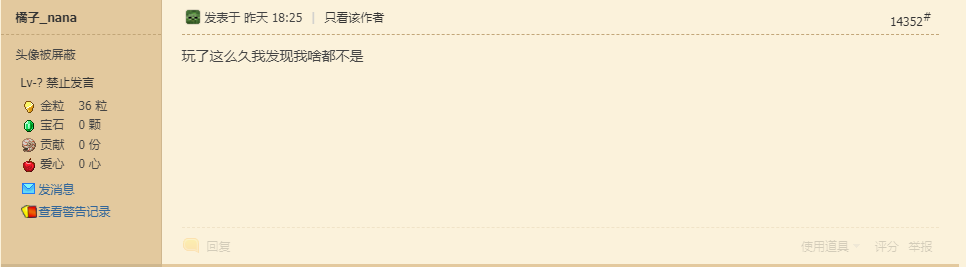 橘子_nana
发表于 昨天 18:25 | 只看该作者
14352#
头像被屏蔽
玩了这么久我发现我啥都不是
Lv-? 禁止发言
金粒 36 粒
宝石 0 颗
贡献 0 份
爱心 0 心
发消息
查看警告记录
回复
使用道具 评分 举报